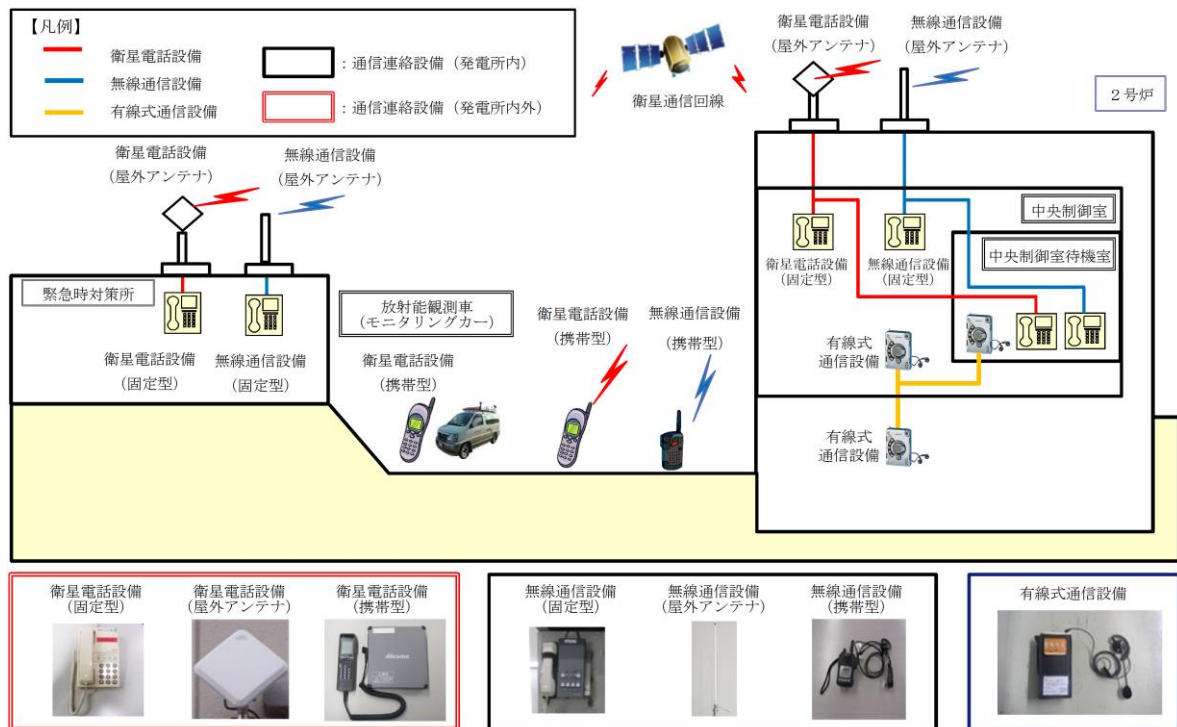 【凡例】
衛星電話設備
無線通信設備
有線式通信設備
：通信連絡設備（発電所内）
：通信連絡設備（発電所内外）
衛星通信回線
衛星電話設備
(屋外アンテナ)
無線通信設備
(屋外アンテナ)
２号炉
衛星電話設備
(屋外アンテナ)
無線通信設備
(屋外アンテナ)
緊急時対策所
衛星電話設備
(固定型)
無線通信設備
(固定型)
放射能観測車
(モニタリングカー)
衛星電話設備
(携帯型)
衛星電話設備
(携帯型)
無線通信設備
(携帯型)
中央制御室
中央制御室待機室
衛星電話設備
(固定型)
無線通信設備
(固定型)
有線式
通信設備
有線式
通信設備
衛星電話設備
(固定型)
衛星電話設備
(屋外アンテナ)
衛星電話設備
(携帯型)
docomo
無線通信設備
(固定型)
無線通信設備
(屋外アンテナ)
無線通信設備
(携帯型)
有線式通信設備